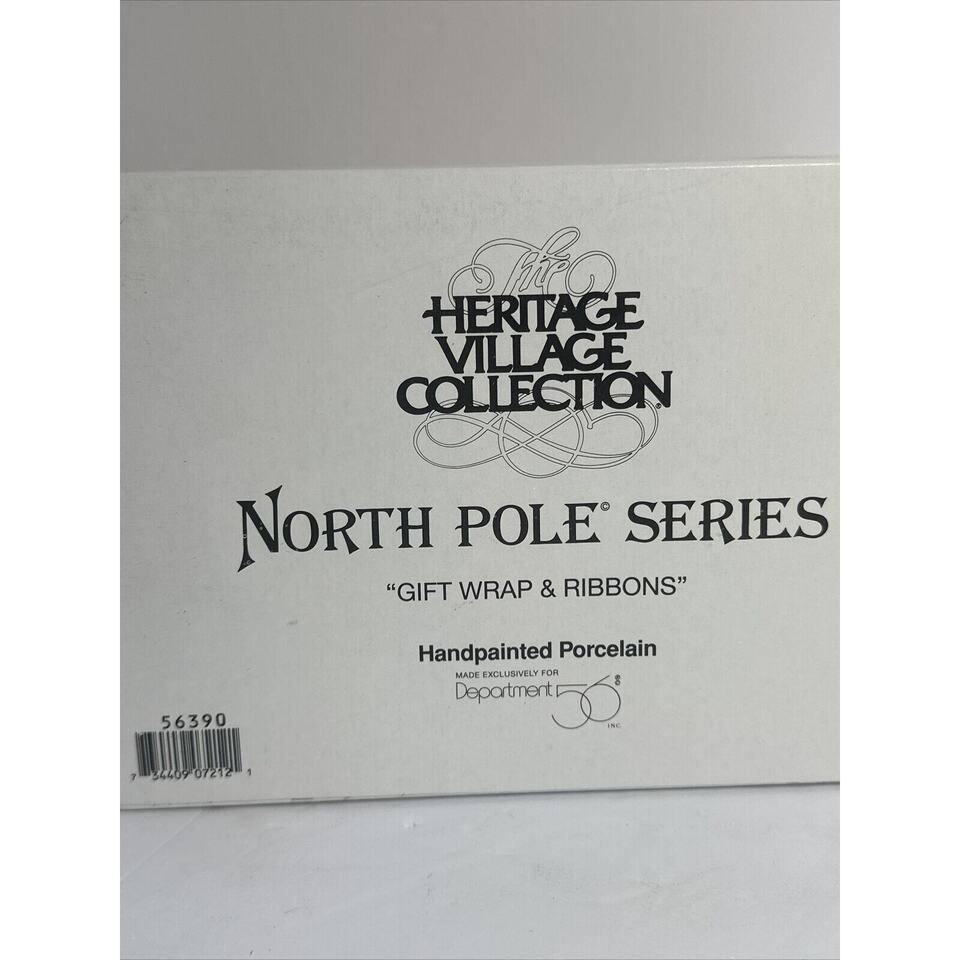 The
HERITAGE
VILLAGE
COLLECTION®
NORTH POLE© SERIES
“GIFT WRAP & RIBBONS”
Handpainted Porcelain
MADE EXCLUSIVELY FOR
Department 56®
INC.
56390
7 34409 07212 1